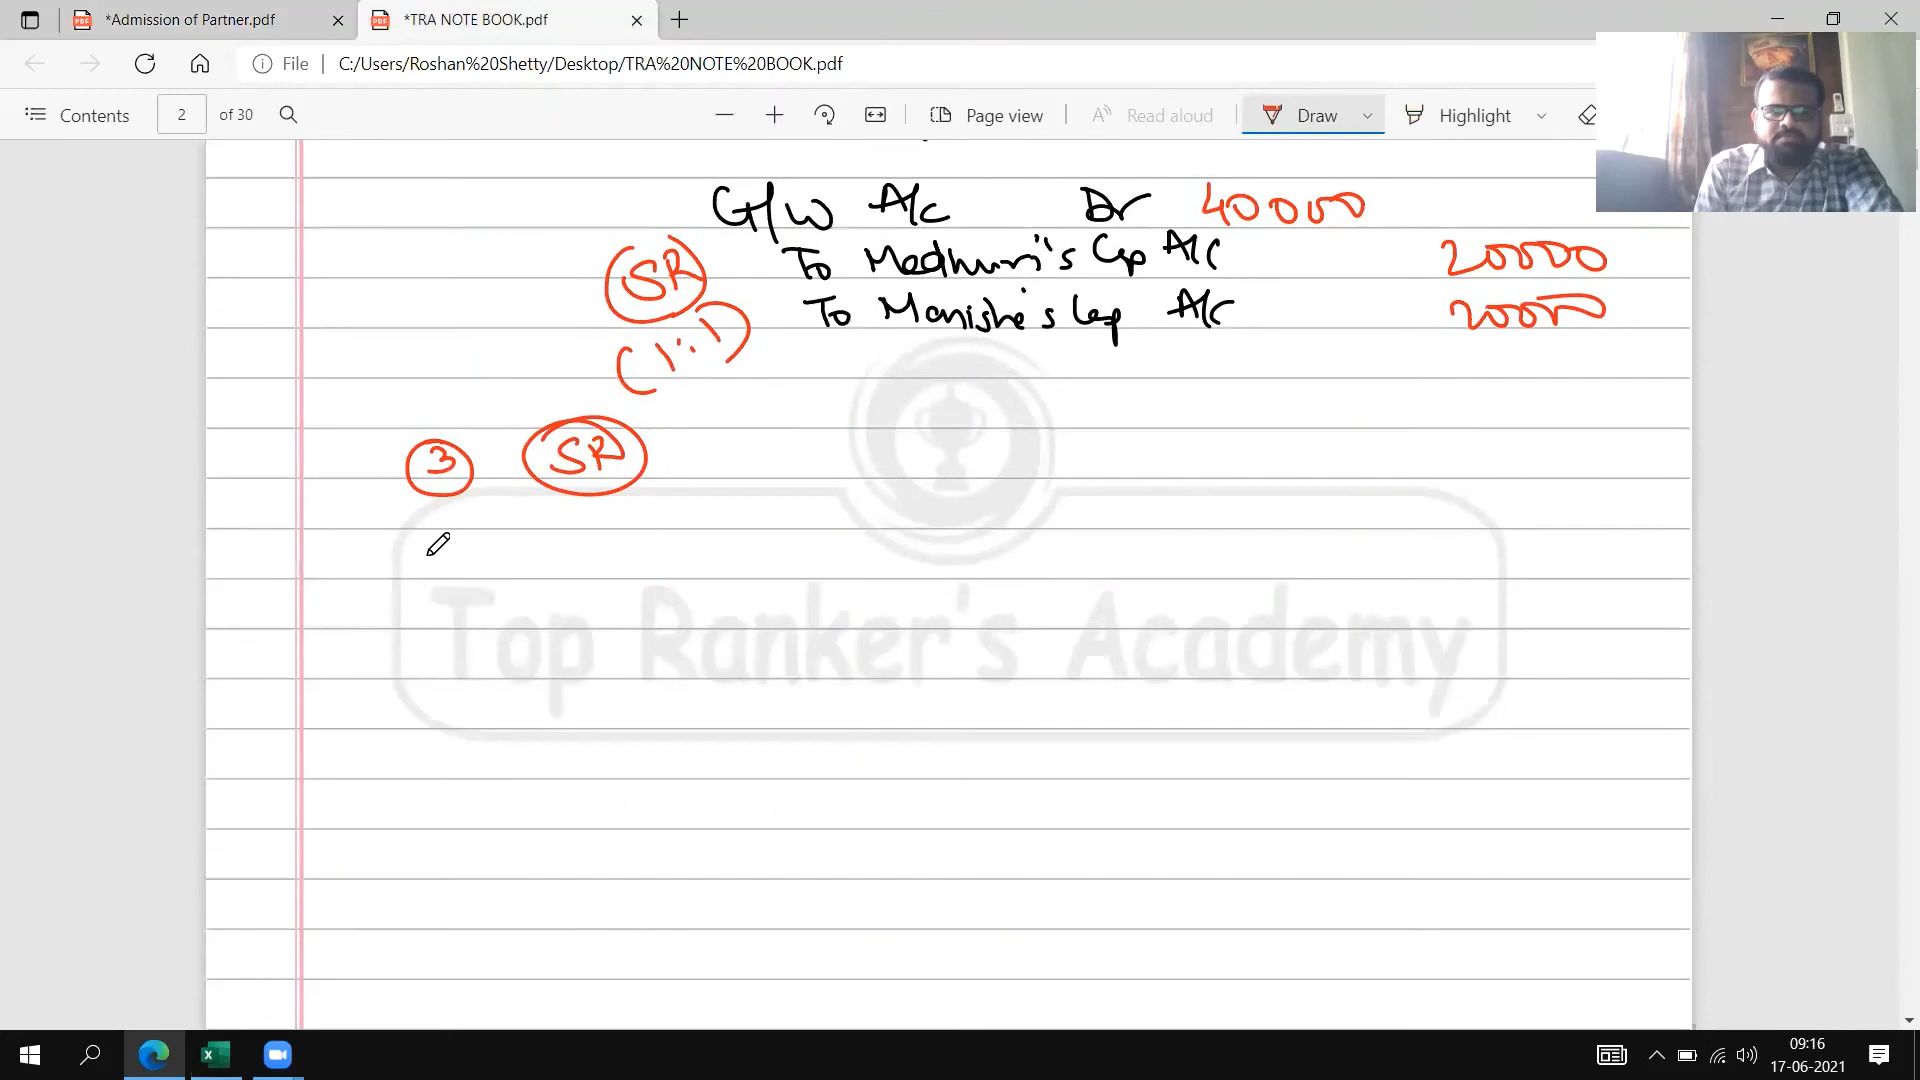 *Admission of Partner.pdf
*TRA NOTE BOOK.pdf
File C:/Users/Roshan%20Shetty/Desktop/TRA%20NOTE%20BOOK.pdf
Contents 2 of 30 Page view Read aloud Draw Highlight
G/W A/c Dr 40000
SR To Madhuri's Cap A/c 20000
To Manisha's Cap A/c 20000
(1:1)
3 SR
Top Ranker's Academy
09:16
17-06-2021